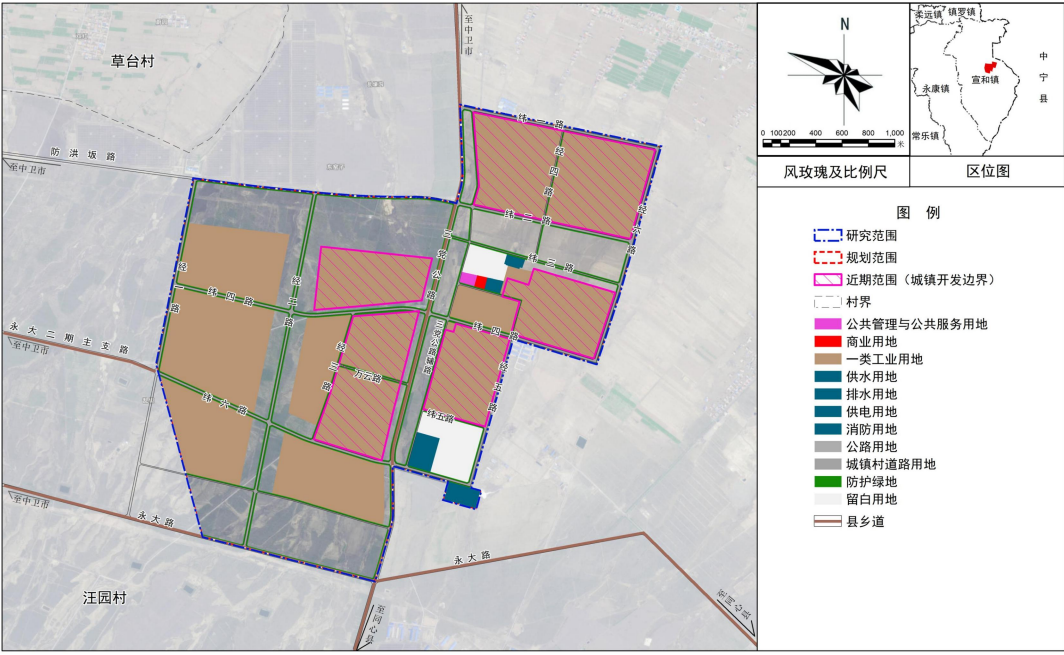 草台村
至中卫市
防洪坂路
至中卫市
纬一路
经四路
经六路
纬二路
三党公路
纬三路
经一路
纬四路
经二路
纬四路
三党公路辅路
永大二期主支路
至中卫市
经三路
万云路
经五路
纬六路
纬五路
至中卫市
永大路
永大路
汪园村
至同心县
至同心县
N
0 100200 400 600 800 1,000
米
风玫瑰及比例尺
柔远镇
镇罗镇
中宁县
宣和镇
永康镇
常乐镇
区位图
图 例
研究范围
规划范围
近期范围（城镇开发边界）
村界
公共管理与公共服务用地
商业用地
一类工业用地
供水用地
排水用地
供电用地
消防用地
公路用地
城镇村道路用地
防护绿地
留白用地
县乡道